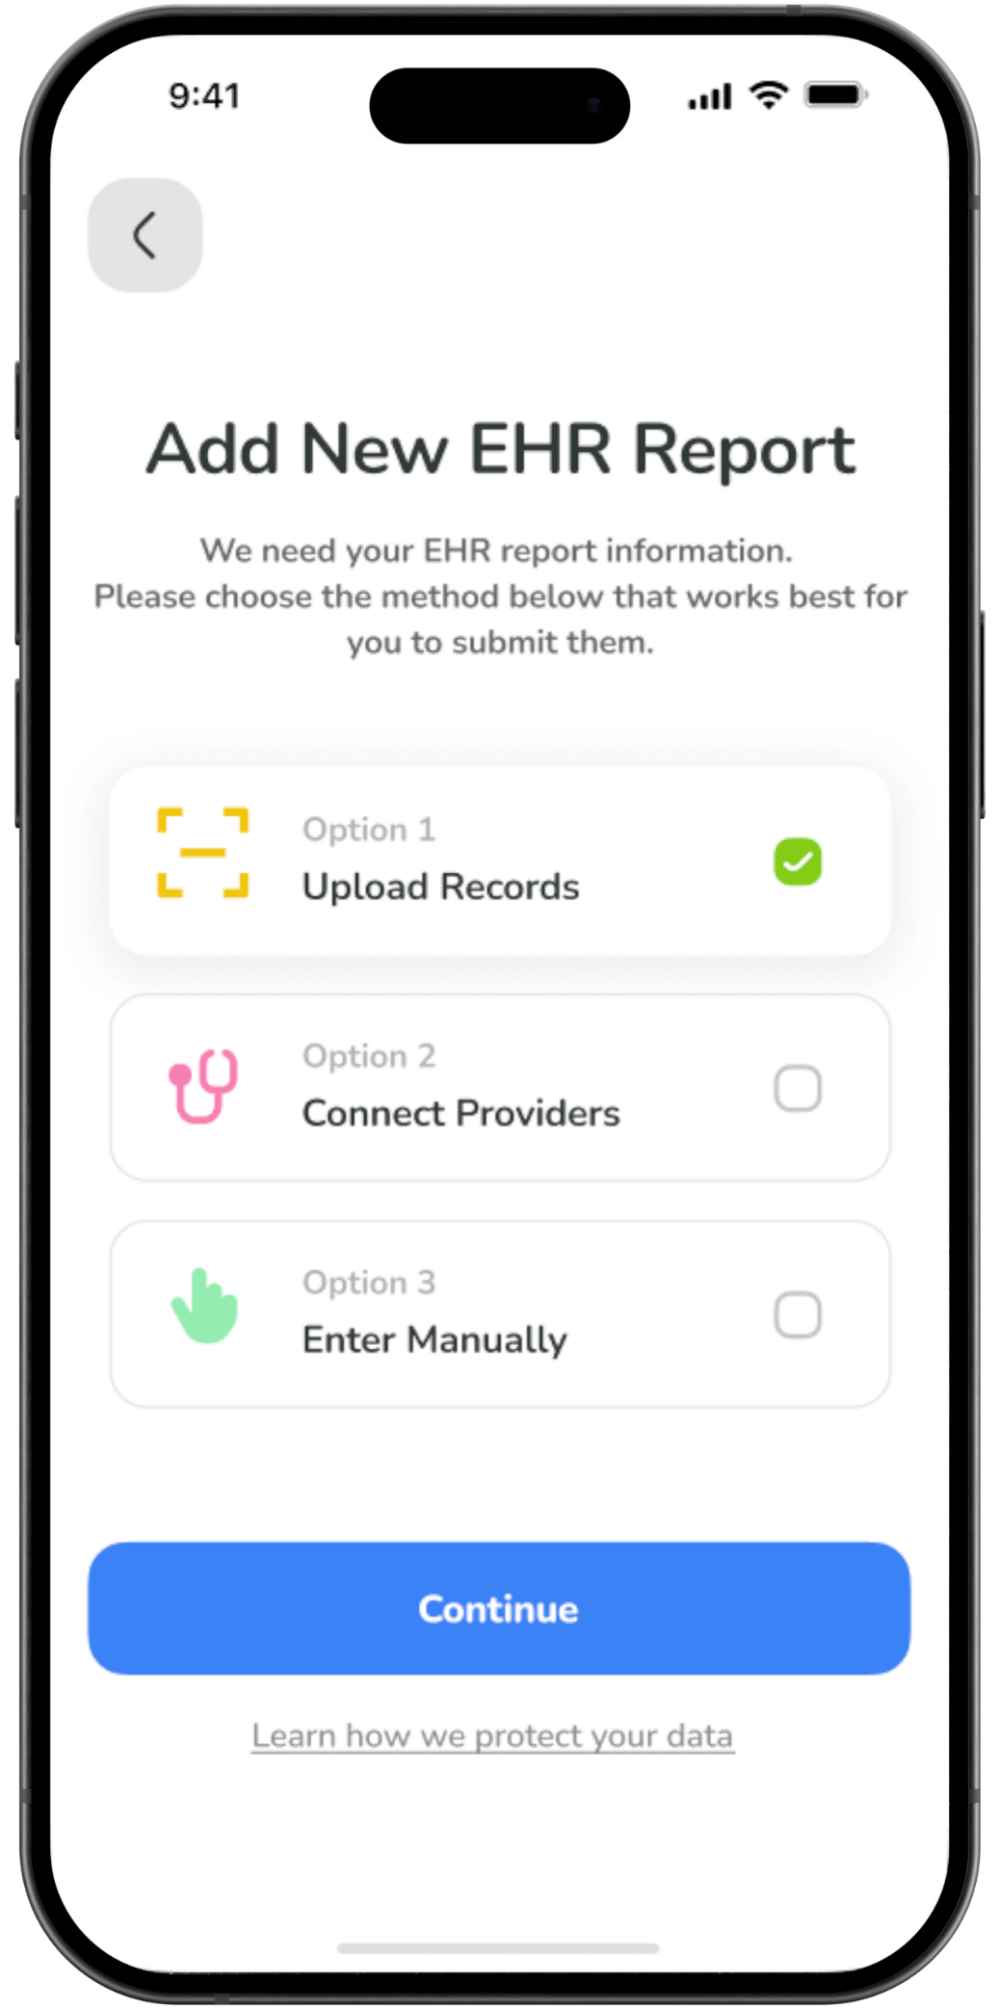 9:41
Add New EHR Report
We need your EHR report information.
Please choose the method below that works best for
you to submit them.
Option 1
Upload Records
Option 2
Connect Providers
Option 3
Enter Manually
Continue
Learn how we protect your data